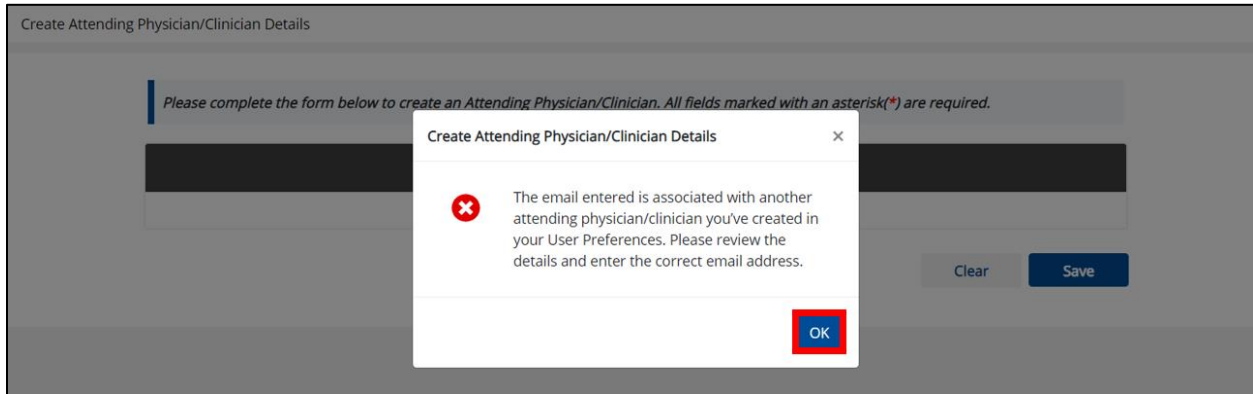 Create Attending Physician/Clinician Details
Please complete the form below to create an Attending Physician/Clinician. All fields marked with an asterisk(*) are required.
Create Attending Physician/Clinician Details ×
The email entered is associated with another
attending physician/clinician you've created in
your User Preferences. Please review the
details and enter the correct email address.
Clear Save
OK